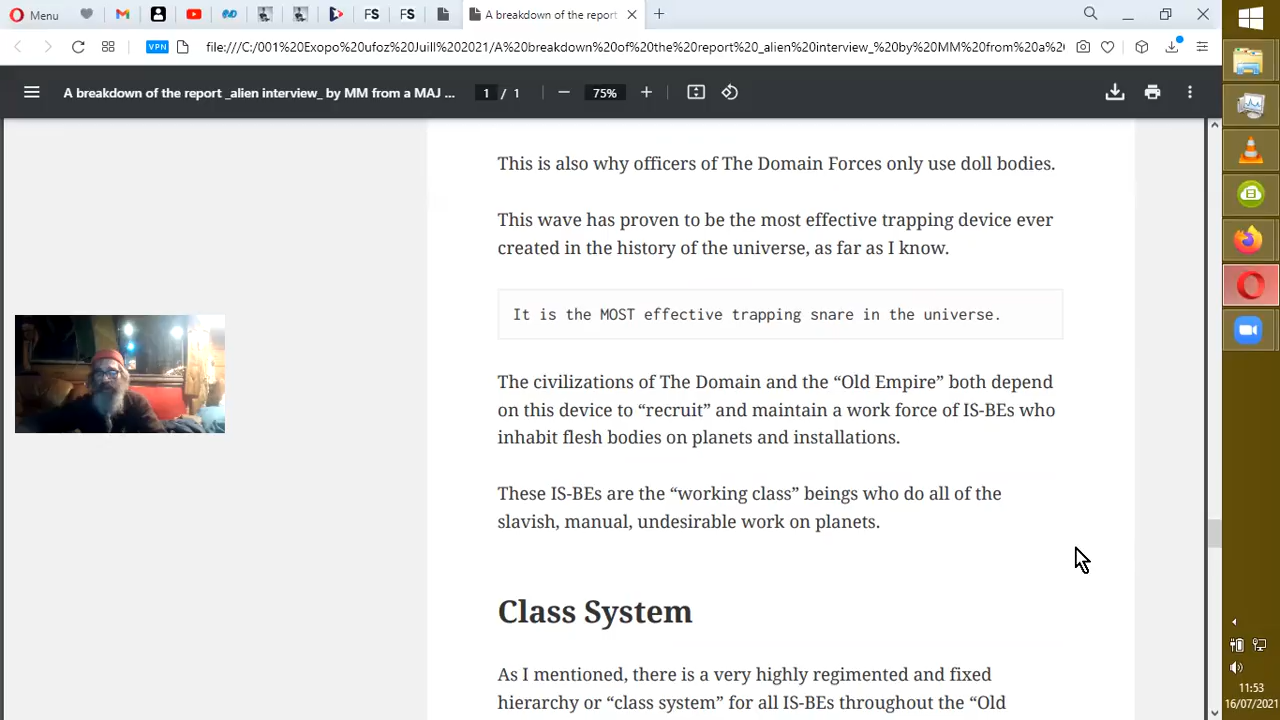 Menu
FS
FS
A breakdown of the report
VPN
file:///C:/001%20Exopo%20ufoz%20Juill%202021/A%20breakdown%20of%20the%20report%20_alien%20interview_%20by%20MM%20from%20a%20
A breakdown of the report _alien interview_ by MM from a MAJ ...
1 / 1
75%
This is also why officers of The Domain Forces only use doll bodies.
This wave has proven to be the most effective trapping device ever
created in the history of the universe, as far as I know.
It is the MOST effective trapping snare in the universe.
The civilizations of The Domain and the “Old Empire” both depend
on this device to “recruit” and maintain a work force of IS-BEs who
inhabit flesh bodies on planets and installations.
These IS-BEs are the “working class” beings who do all of the
slavish, manual, undesirable work on planets.
Class System
As I mentioned, there is a very highly regimented and fixed
hierarchy or “class system” for all IS-BEs throughout the “Old
11:53
16/07/2021